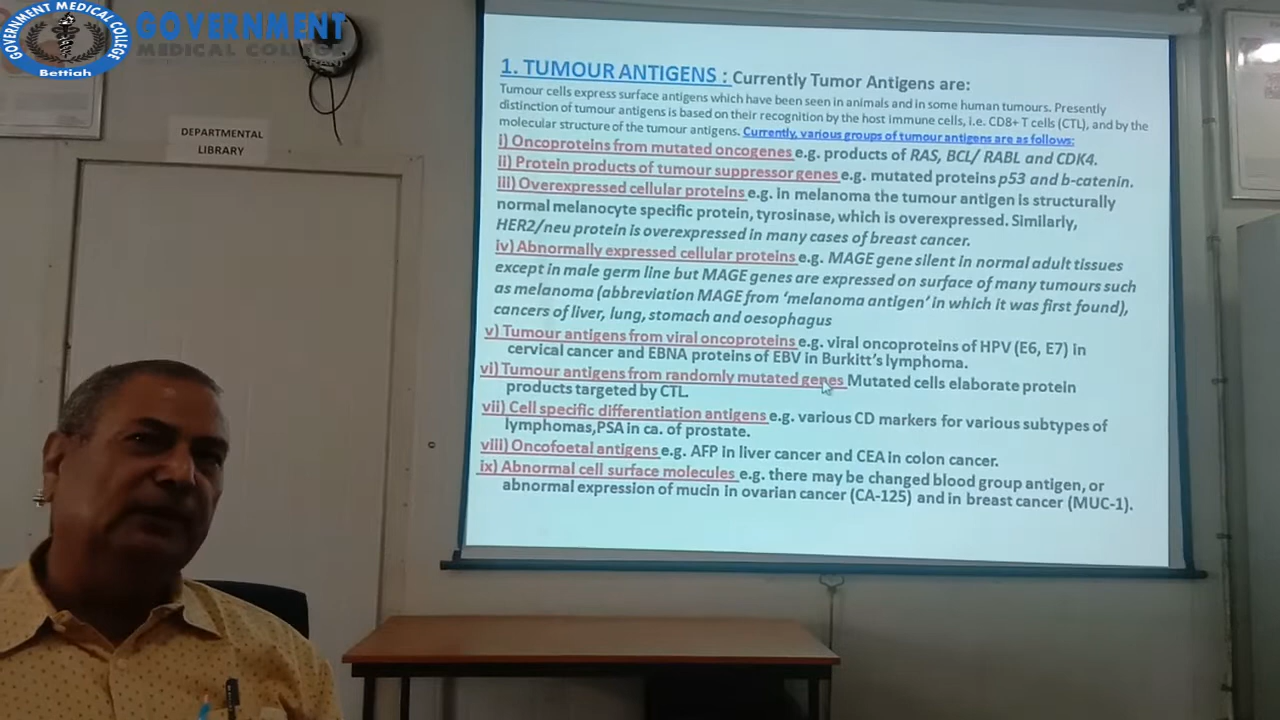 GOVERNMENT MEDICAL COLLEGE
Bettiah
GOVERNMENT
MEDICAL COLLEGE
DEPARTMENTAL
LIBRARY
1. TUMOUR ANTIGENS : Currently Tumor Antigens are:
Tumour cells express surface antigens which have been seen in animals and in some human tumours. Presently
distinction of tumour antigens is based on their recognition by the host immune cells, i.e. CD8+ T cells (CTL), and by the
molecular structure of the tumour antigens. Currently, various groups of tumour antigens are as follows:
i) Oncoproteins from mutated oncogenes e.g. products of RAS, BCL/ RABL and CDK4.
ii) Protein products of tumour suppressor genes e.g. mutated proteins p53 and b-catenin.
iii) Overexpressed cellular proteins e.g. in melanoma the tumour antigen is structurally
normal melanocyte specific protein, tyrosinase, which is overexpressed. Similarly,
HER2/neu protein is overexpressed in many cases of breast cancer.
iv) Abnormally expressed cellular proteins e.g. MAGE gene silent in normal adult tissues
except in male germ line but MAGE genes are expressed on surface of many tumours such
as melanoma (abbreviation MAGE from ‘melanoma antigen’ in which it was first found),
cancers of liver, lung, stomach and oesophagus
v) Tumour antigens from viral oncoproteins e.g. viral oncoproteins of HPV (E6, E7) in
cervical cancer and EBNA proteins of EBV in Burkitt’s lymphoma.
vi) Tumour antigens from randomly mutated genes Mutated cells elaborate protein
products targeted by CTL.
vii) Cell specific differentiation antigens e.g. various CD markers for various subtypes of
lymphomas,PSA in ca. of prostate.
viii) Oncofoetal antigens e.g. AFP in liver cancer and CEA in colon cancer.
ix) Abnormal cell surface molecules e.g. there may be changed blood group antigen, or
abnormal expression of mucin in ovarian cancer (CA-125) and in breast cancer (MUC-1).